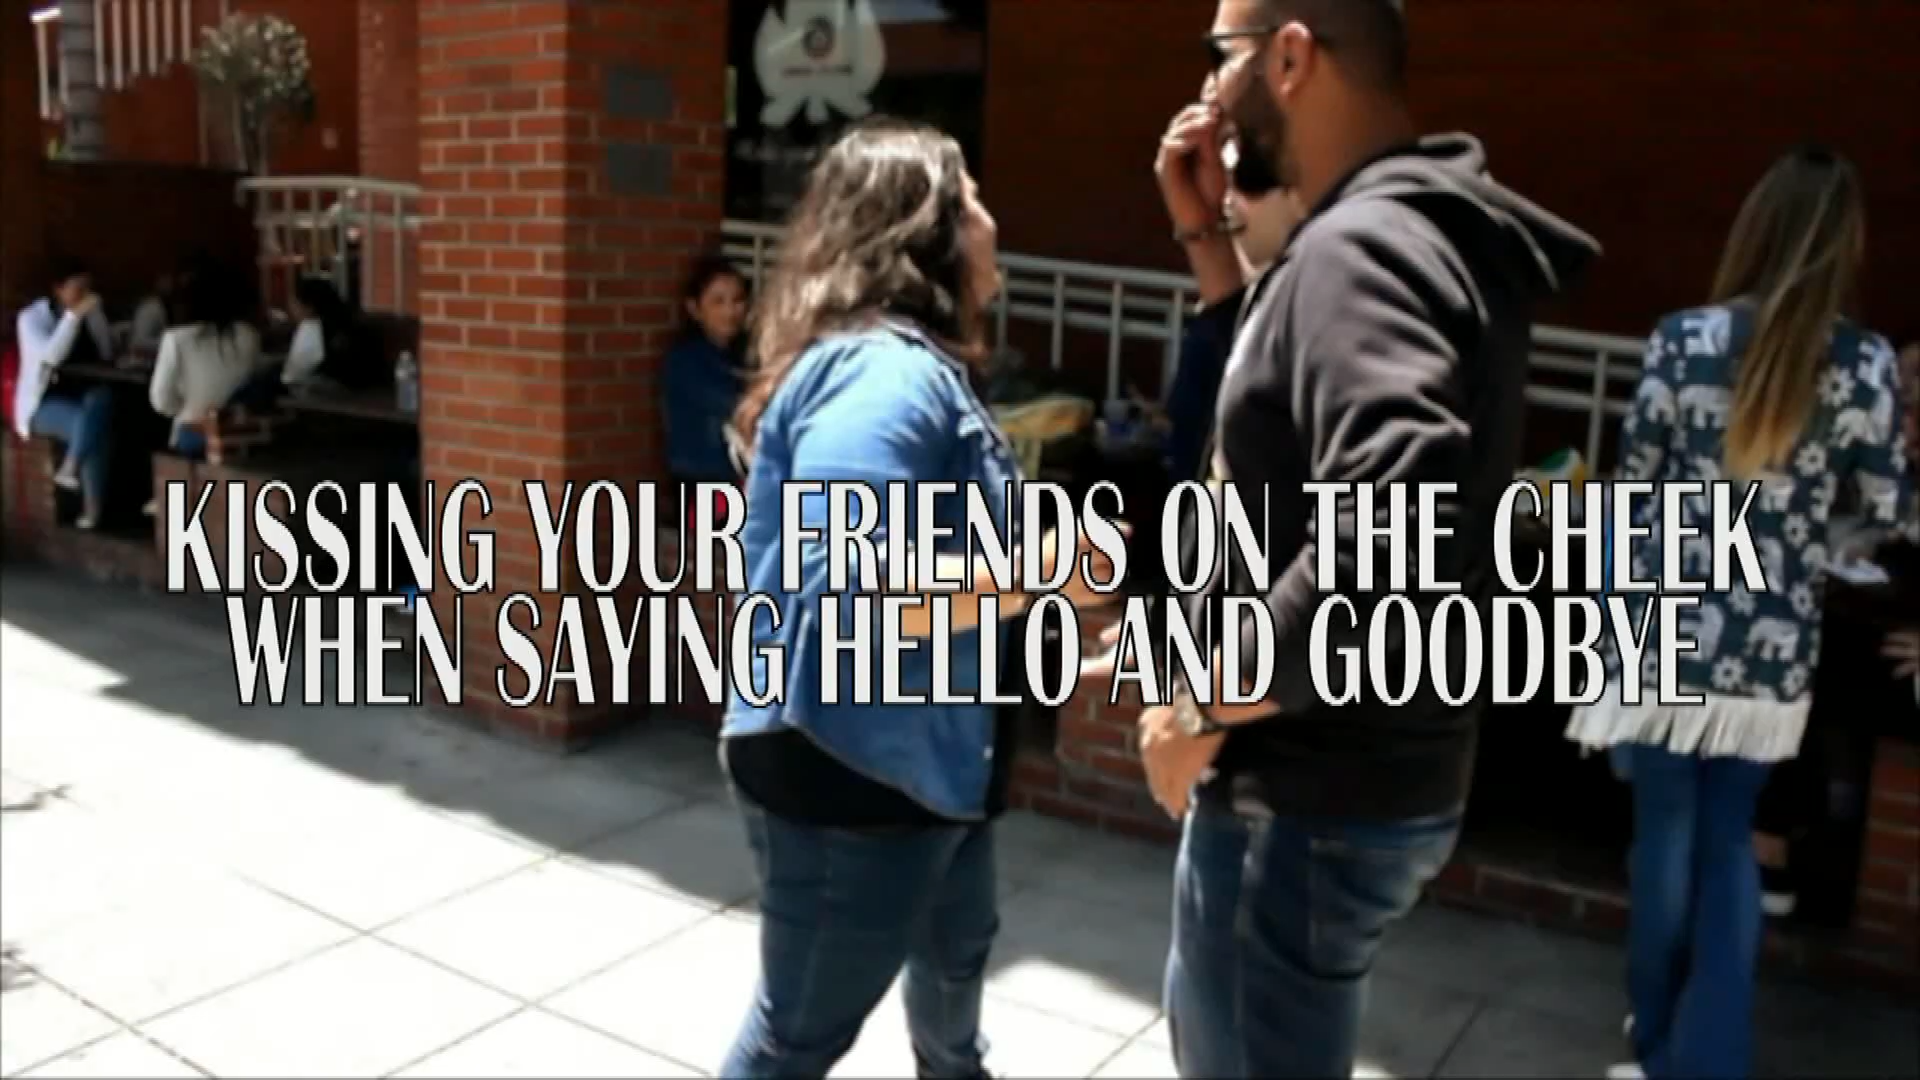 KISSING YOUR FRIENDS ON THE CHEEK
WHEN SAYING HELLO AND GOODBYE